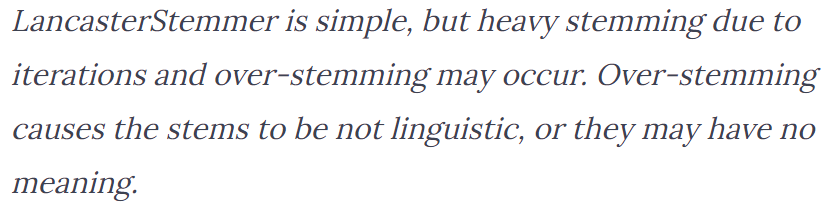 LancasterStemmer is simple, but heavy stemming due to
iterations and over-stemming may occur. Over-stemming
causes the stems to be not linguistic, or they may have no
meaning.